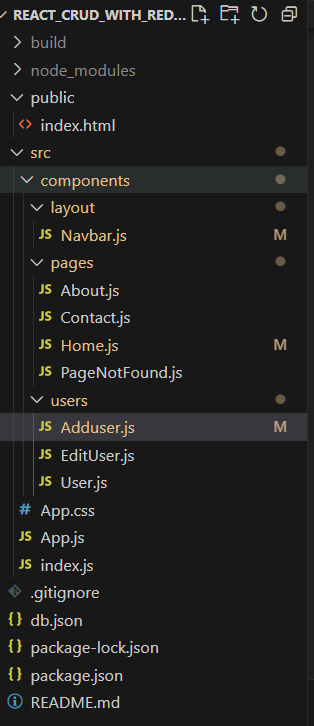 REACT_CRUD_WITH_RED...
build
node_modules
public
<> index.html
src
components
layout
JS Navbar.js M
pages
JS About.js
JS Contact.js
JS Home.js M
JS PageNotFound.js
users
JS Adduser.js M
JS EditUser.js
JS User.js
# App.css
JS App.js
JS index.js
.gitignore
{} db.json
{} package-lock.json
{} package.json
README.md